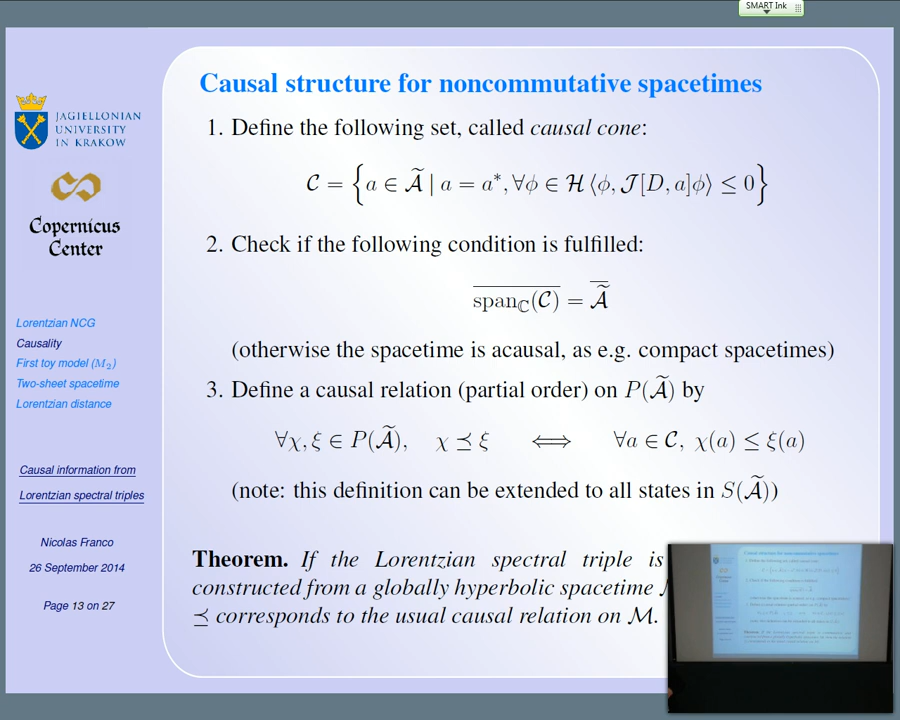 SMART Ink
JAGIELLONIAN
UNIVERSITY
IN KRAKOW
Copernicus
Center
Lorentzian NCG
Causality
First toy model (M₂)
Two-sheet spacetime
Lorentzian distance
Causal information from
Lorentzian spectral triples
Nicolas Franco
26 September 2014
Page 13 on 27
Causal structure for noncommutative spacetimes
1. Define the following set, called causal cone:
𝓒 = {a ∈ 𝓐̃ | a = a*, ∀ϕ ∈ 𝓗 ⟨ϕ, 𝓙[D, a]ϕ⟩ ≤ 0}
2. Check if the following condition is fulfilled:
\overline{span_ℂ(𝓒)} = \overline{𝓐̃}
(otherwise the spacetime is acausal, as e.g. compact spacetimes)
3. Define a causal relation (partial order) on P(𝓐̃) by
∀χ, ξ ∈ P(𝓐̃), χ ⪯ ξ ⟺ ∀a ∈ 𝓒, χ(a) ≤ ξ(a)
(note: this definition can be extended to all states in S(𝓐̃))
Theorem. If the Lorentzian spectral triple is
constructed from a globally hyperbolic spacetime
⪯ corresponds to the usual causal relation on 𝓜.